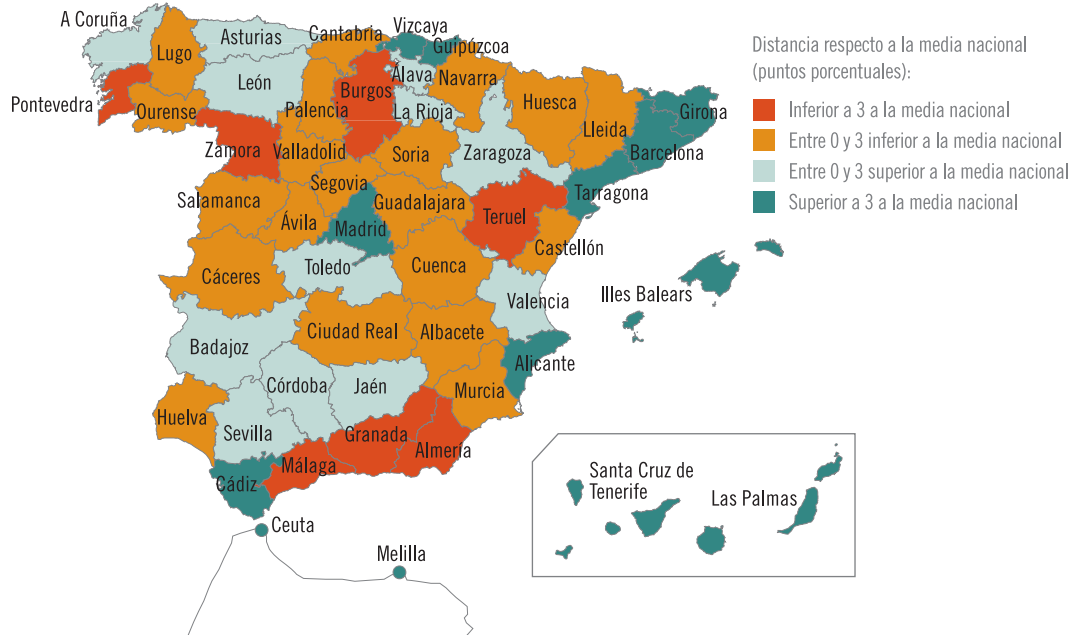 A Coruña
Lugo
Asturias
Cantabria
Vizcaya
Guipúzcoa
Álava
Navarra
León
Pontevedra
Ourense
Palencia
Burgos
La Rioja
Huesca
Lleida
Girona
Barcelona
Zamora
Valladolid
Soria
Zaragoza
Tarragona
Segovia
Salamanca
Ávila
Madrid
Guadalajara
Teruel
Castellón
Cáceres
Toledo
Cuenca
Valencia
Illes Balears
Badajoz
Ciudad Real
Albacete
Alicante
Córdoba
Jaén
Murcia
Huelva
Sevilla
Granada
Almería
Málaga
Cádiz
Ceuta
Melilla
Santa Cruz de
Tenerife
Las Palmas
Distancia respecto a la media nacional
(puntos porcentuales):
Inferior a 3 a la media nacional
Entre 0 y 3 inferior a la media nacional
Entre 0 y 3 superior a la media nacional
Superior a 3 a la media nacional